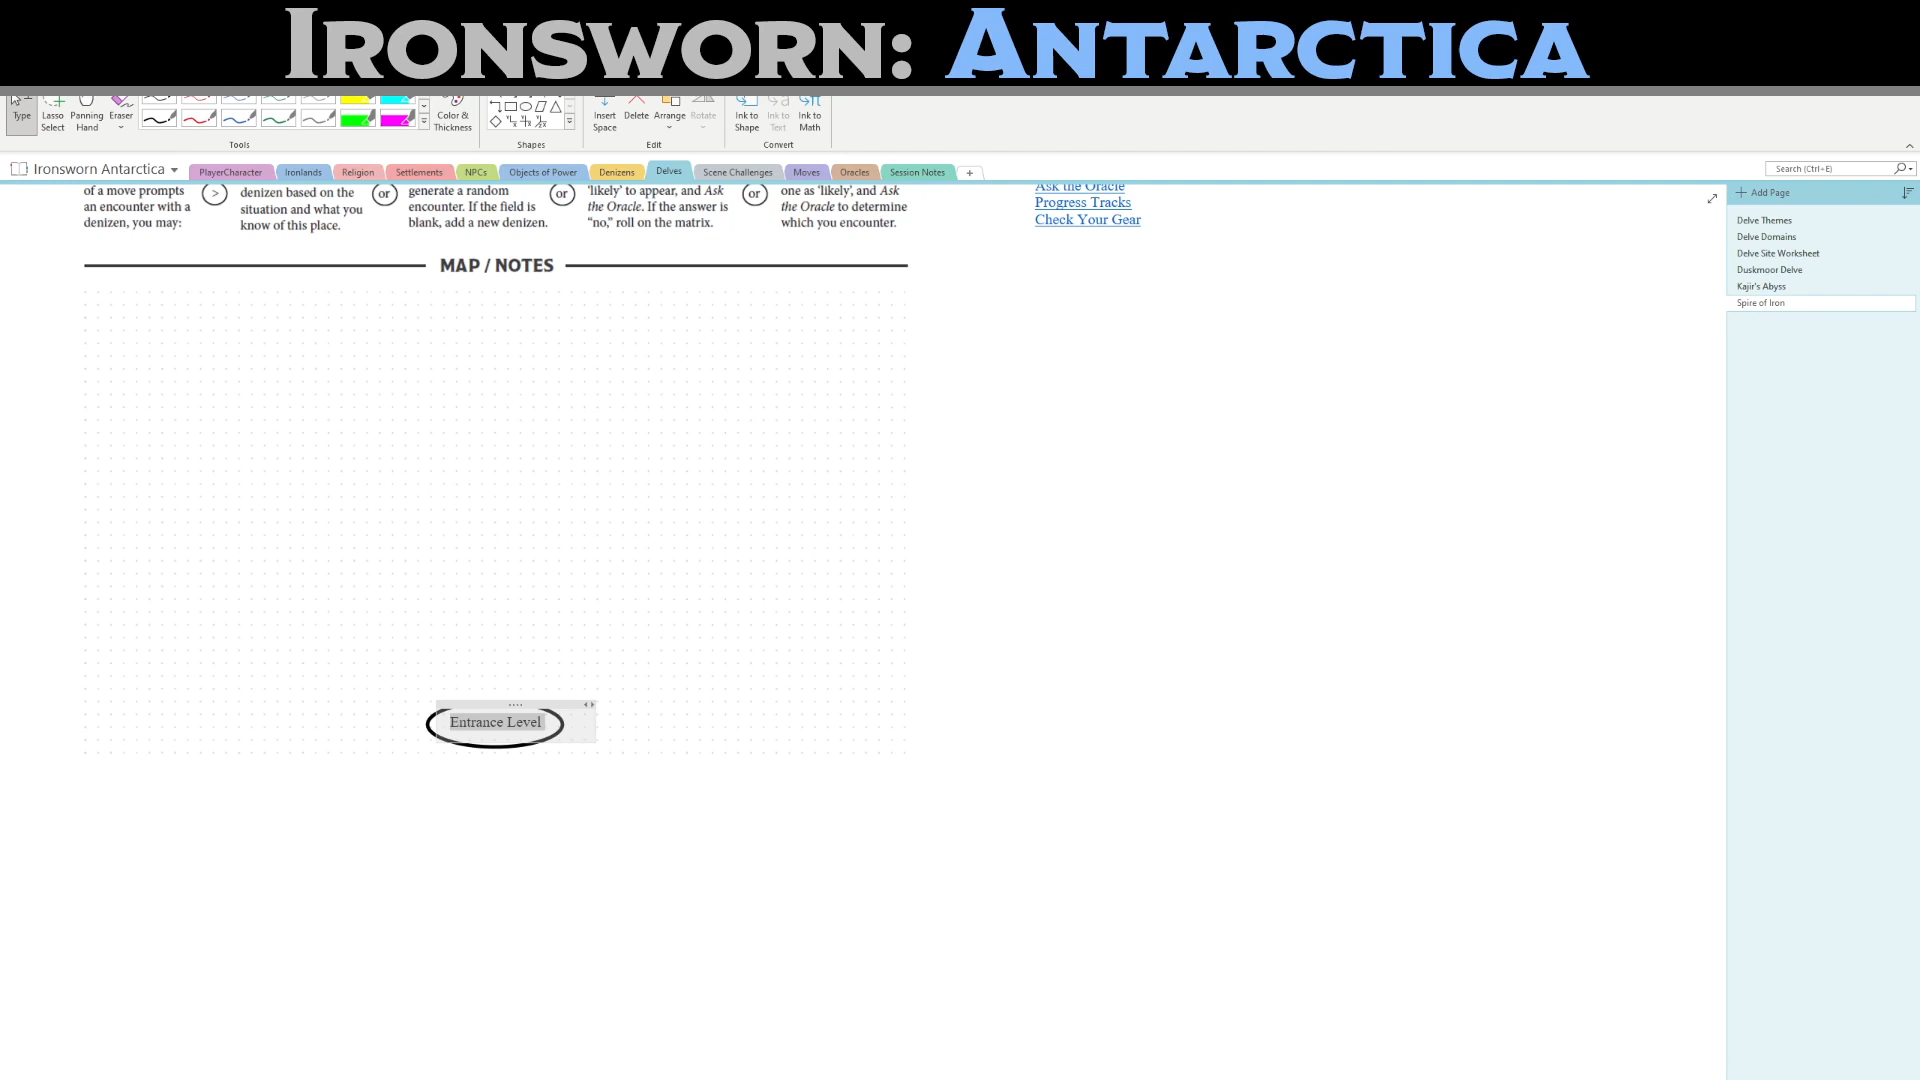 IRONSWORN: ANTARCTICA
Type
Lasso Select
Panning Hand
Eraser
Color & Thickness
Insert Space
Delete
Arrange
Rotate
Ink to Shape
Ink to Text
Ink to Math
Tools
Shapes
Edit
Convert
Ironsworn Antarctica
PlayerCharacter
Ironlands
Religion
Settlements
NPCs
Objects of Power
Denizens
Delves
Scene Challenges
Moves
Oracles
Session Notes
+
Search (Ctrl+E)
of a move prompts
an encounter with a
denizen, you may:
>
denizen based on the
situation and what you
know of this place.
or
generate a random
encounter. If the field is
blank, add a new denizen.
or
'likely' to appear, and Ask
the Oracle. If the answer is
"no," roll on the matrix.
or
one as 'likely', and Ask
the Oracle to determine
which you encounter.
Ask the Oracle
Progress Tracks
Check Your Gear
MAP / NOTES
Entrance Level
Add Page
Delve Themes
Delve Domains
Delve Site Worksheet
Duskmoor Delve
Kajir's Abyss
Spire of Iron